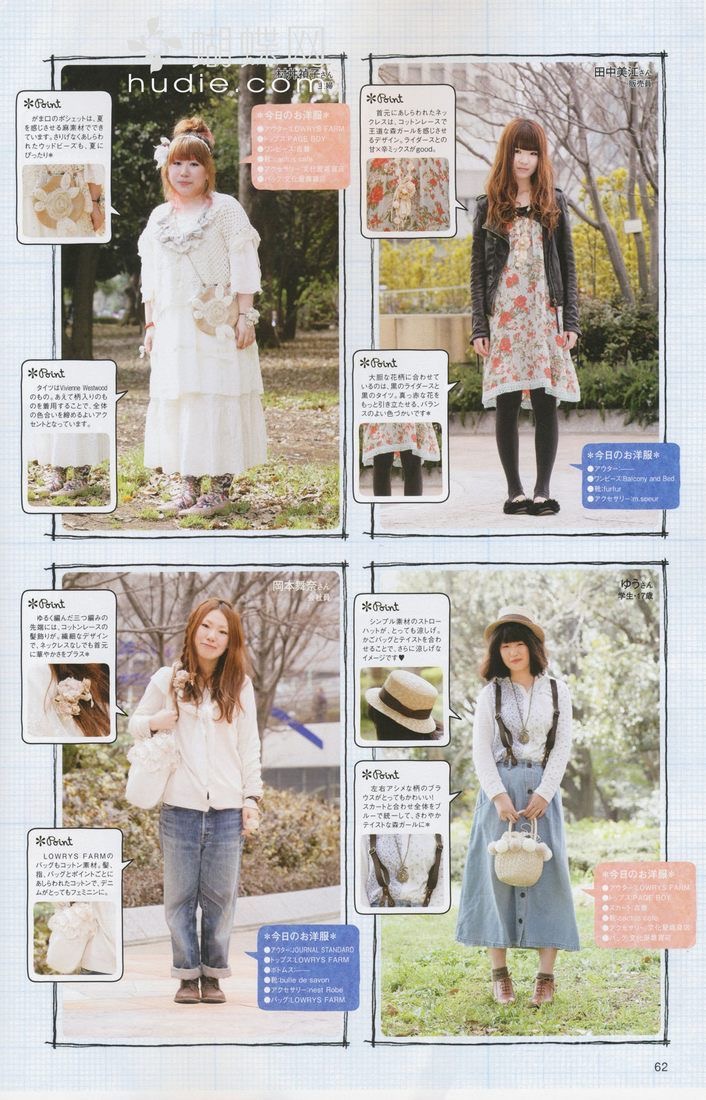 蝴蝶网
hudie.com
さん
主婦
*Point
がま口のポシェットは、夏
を感じさせる麻素材でできて
います。さりげなくあしらわ
れたウッドビーズも、夏に
ぴったり*
*今日のお洋服
●アウター:LOWRYS FARM
●トップス:PAGE BOY
●ワンピース:古着
●靴:cactus cafe
●アクセサリー:文化屋雑貨店
●バッグ:文化屋雑貨店
*Point
タイツはVivienne Westwood
のもの。あえて柄入りのも
のを着用することで、全体
の色合いを締めるよいアク
セントとなっています。
田中美江さん
販売員
*Point
首元にあしらわれたネッ
クレスは、コットンレースで
王道な森ガールを感じさせ
るデザイン。ライダースとの
甘×辛ミックスがgood。
*Point
大胆な花柄に合わせて
いるのは、黒のライダースと
黒のタイツ。真っ赤な花を
もっと引き立たせる、バラン
スのよい色づかいです*
*今日のお洋服
●アウター:――
●ワンピース:Balcony and Bed
●靴:furfur
●アクセサリー:m.soeur
岡本舞奈さん
会社員
*Point
ゆるく編んだ三つ編みの
先端には、コットンレースの
髪飾りが。繊細なデザイン
で、ネックレスなしでも首元
に華やかさをプラス*
*Point
LOWRYS FARMの
バッグもコットン素材。髪、
指、バッグとポイントごとに
あしらわれたコットンで、デニ
ムがとてもフェミニンに。
*今日のお洋服
●アウター:JOURNAL STANDARD
●トップス:LOWRYS FARM
●ボトムス:――
●靴:bulle de savon
●アクセサリー:nest Robe
●バッグ:LOWRYS FARM
ゆうさん
学生・17歳
*Point
シンプル素材のストロー
ハットが、とっても涼しげ。
かごバッグとテイストを合わ
せることで、さらに涼しげな
イメージです♥
*Point
左右アシメな柄のブラ
ウスがとってもかわいい!
スカートと合わせ全体をブ
ルーで統一して、さわやか
テイストな森ガールに*
*今日のお洋服
●アウター:LOWRYS FARM
●トップス:PAGE BOY
●スカート:古着
●靴:cactus cafe
●アクセサリー:文化屋雑貨店
●バッグ:文化屋雑貨店
62